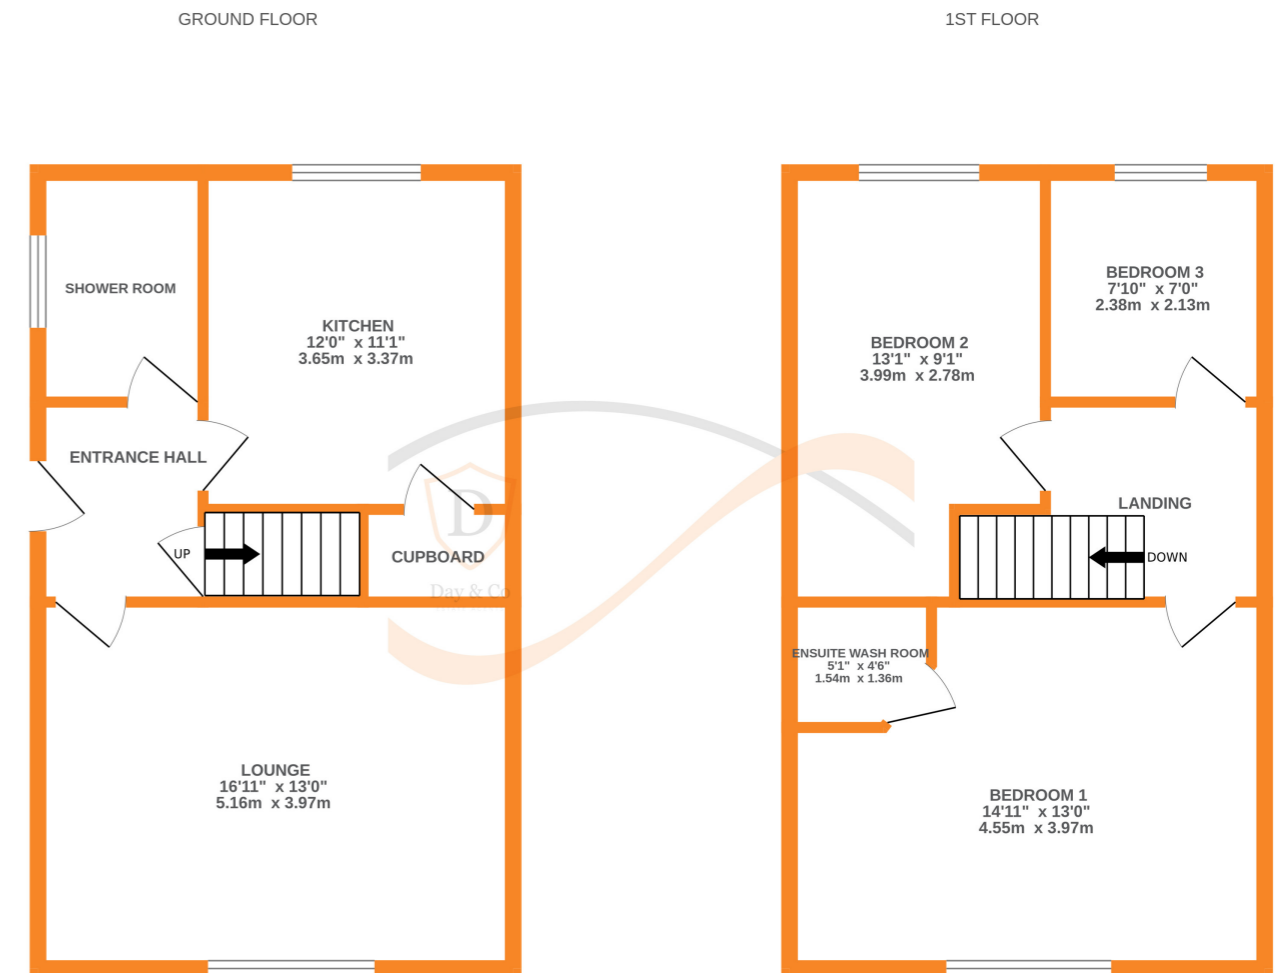 GROUND FLOOR
1ST FLOOR
SHOWER ROOM
KITCHEN
12'0" x 11'1"
3.65m x 3.37m
ENTRANCE HALL
UP
CUPBOARD
D
Day & Co
LOUNGE
16'11" x 13'0"
5.16m x 3.97m
BEDROOM 3
7'10" x 7'0"
2.38m x 2.13m
BEDROOM 2
13'1" x 9'1"
3.99m x 2.78m
LANDING
DOWN
ENSUITE WASH ROOM
5'1" x 4'6"
1.54m x 1.36m
BEDROOM 1
14'11" x 13'0"
4.55m x 3.97m